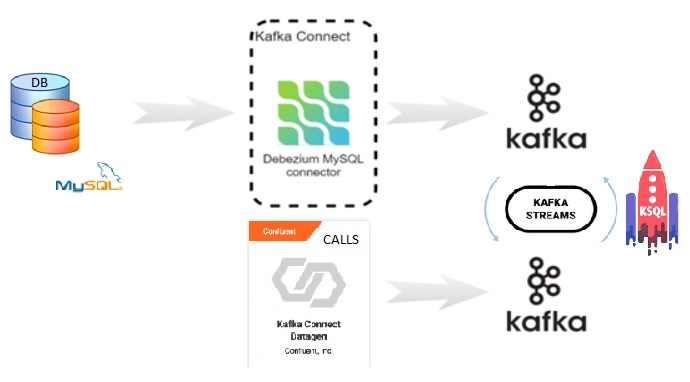 Kafka Connect
DB
MySQL
Debezium MySQL
connector
kafka
KAFKA
STREAMS
KSQL
Confluent
CALLS
Kafka Connect
Datagen
Confluent, Inc.
kafka